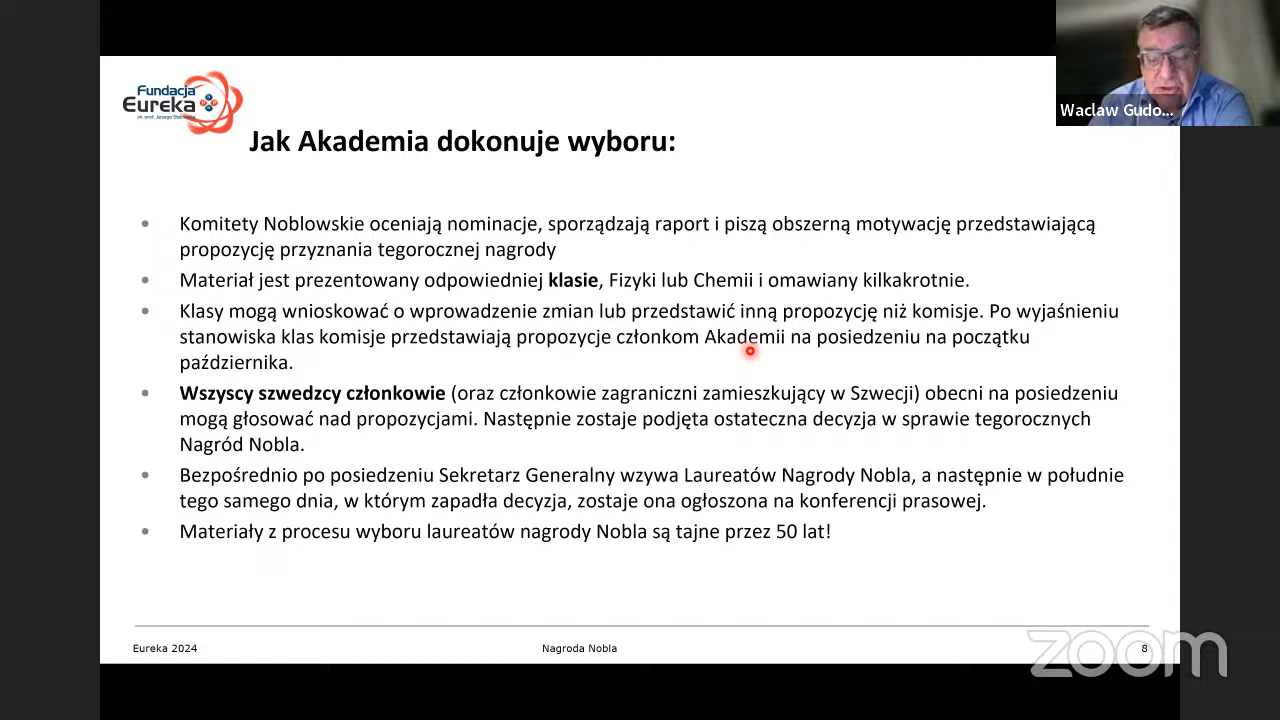 Fundacja
Eureka
Waclaw Gudo...
Jak Akademia dokonuje wyboru:
• Komitety Noblowskie oceniają nominacje, sporządzają raport i piszą obszerną motywację przedstawiającą
propozycję przyznania tegorocznej nagrody
• Materiał jest prezentowany odpowiedniej klasie, Fizyki lub Chemii i omawiany kilkakrotnie.
• Klasy mogą wnioskować o wprowadzenie zmian lub przedstawić inną propozycję niż komisje. Po wyjaśnieniu
stanowiska klas komisje przedstawiają propozycje członkom Akademii na posiedzeniu na początku
października.
• Wszyscy szwedzcy członkowie (oraz członkowie zagraniczni zamieszkujący w Szwecji) obecni na posiedzeniu
mogą głosować nad propozycjami. Następnie zostaje podjęta ostateczna decyzja w sprawie tegorocznych
Nagród Nobla.
• Bezpośrednio po posiedzeniu Sekretarz Generalny wzywa Laureatów Nagrody Nobla, a następnie w południe
tego samego dnia, w którym zapadła decyzja, zostaje ona ogłoszona na konferencji prasowej.
• Materiały z procesu wyboru laureatów nagrody Nobla są tajne przez 50 lat!
Eureka 2024
Nagroda Nobla
8
zoom